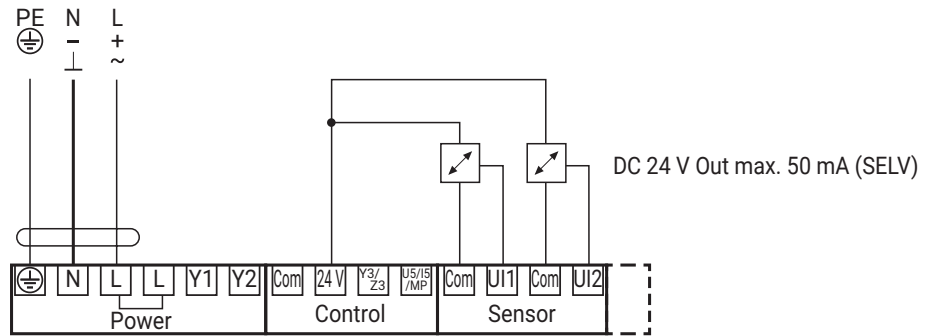 PE N L
- +
~
DC 24 V Out max. 50 mA (SELV)
N L L Y1 Y2 Com 24 V Y3/Z3 U5/I5/MP Com UI1 Com UI2
Power Control Sensor